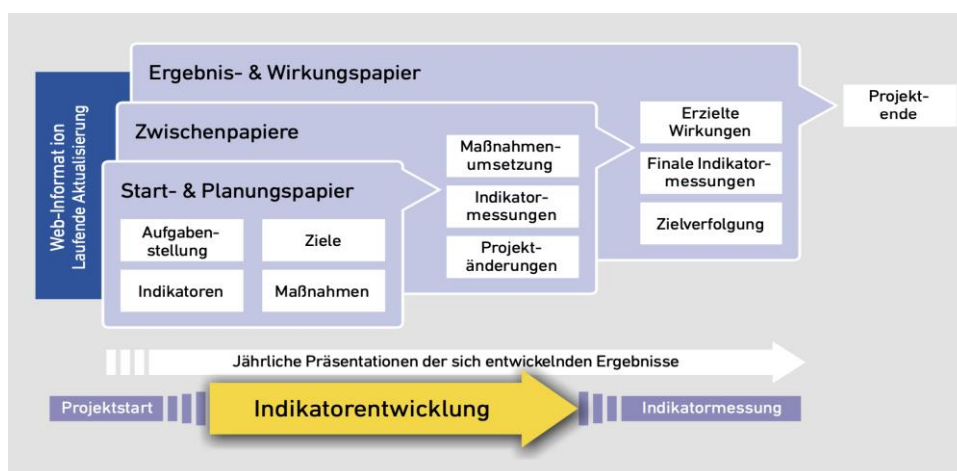 Web-Informat ion
Laufende Aktualisierung
Ergebnis- & Wirkungspapier
Zwischenpapiere
Start- & Planungspapier
Aufgaben-
stellung
Ziele
Indikatoren
Maßnahmen
Maßnahmen-
umsetzung
Indikator-
messungen
Projekt-
änderungen
Erzielte
Wirkungen
Finale Indikator-
messungen
Zielverfolgung
Projekt-
ende
Jährliche Präsentationen der sich entwickelnden Ergebnisse
Projektstart
Indikatorentwicklung
Indikatormessung